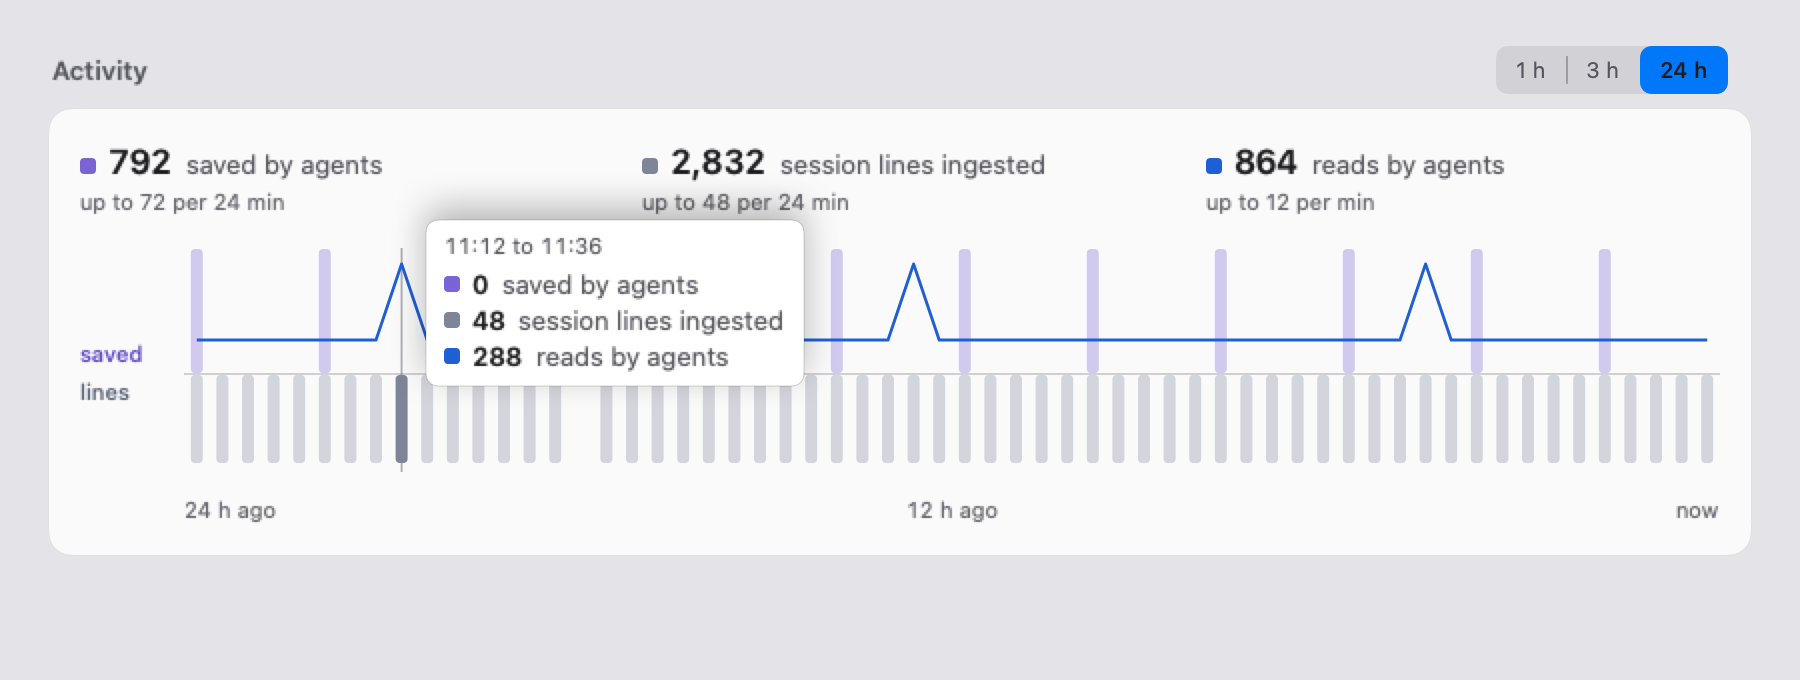 Activity
1 h
3 h
24 h
792 saved by agents
up to 72 per 24 min
2,832 session lines ingested
up to 48 per 24 min
864 reads by agents
up to 12 per min
11:12 to 11:36
0 saved by agents
48 session lines ingested
288 reads by agents
saved
lines
24 h ago
12 h ago
now